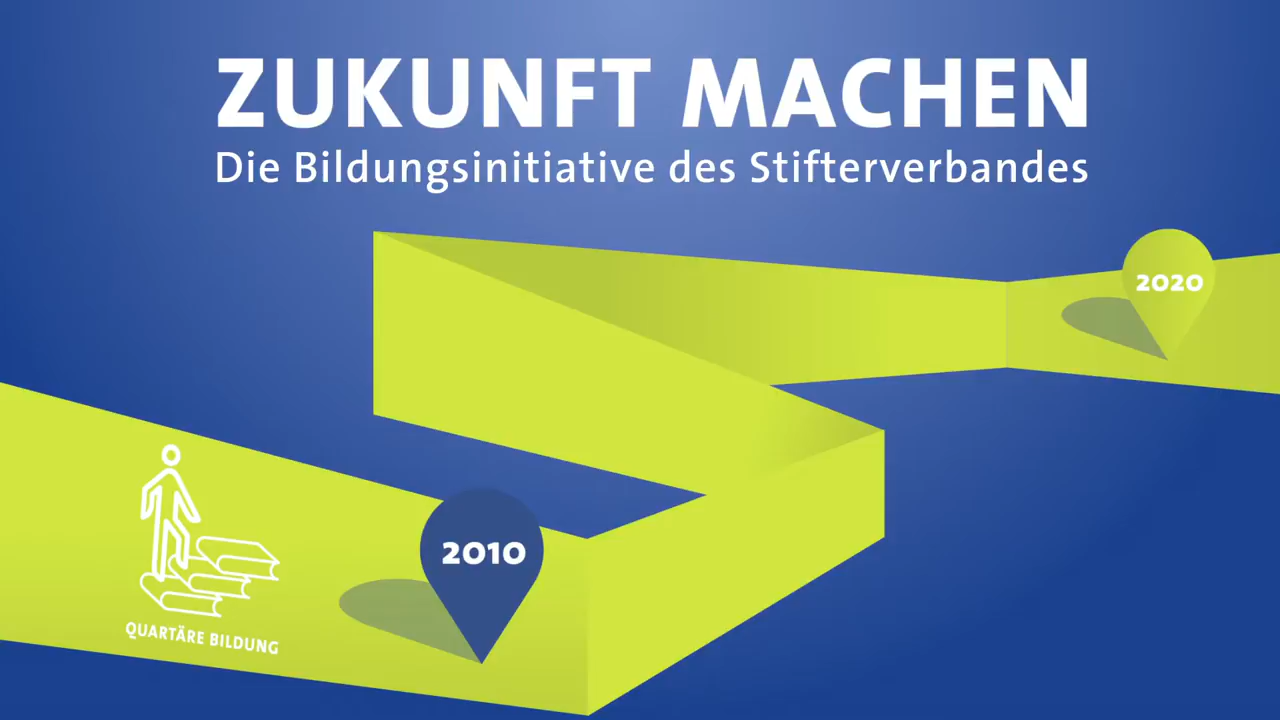 ZUKUNFT MACHEN
Die Bildungsinitiative des Stifterverbandes
2020
2010
QUARTÄRE BILDUNG